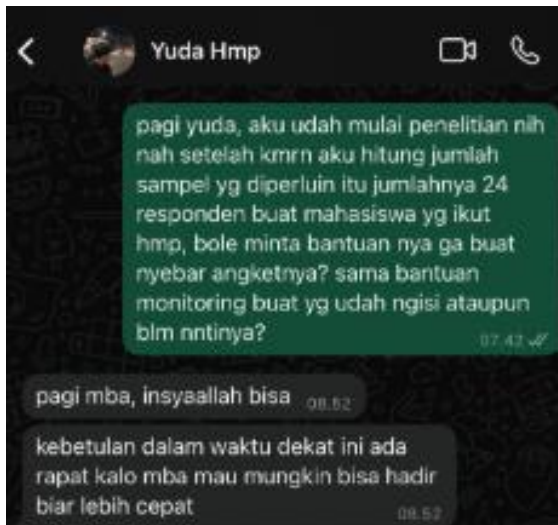 Yuda Hmp
pagi yuda, aku udah mulai penelitian nih
nah setelah kmrn aku hitung jumlah
sampel yg diperluin itu jumlahnya 24
responden buat mahasiswa yg ikut
hmp, bole minta bantuan nya ga buat
nyebar angketnya? sama bantuan
monitoring buat yg udah ngisi ataupun
blm nntinya?
07.42
pagi mba, insyaallah bisa 08.52
kebetulan dalam waktu dekat ini ada
rapat kalo mba mau mungkin bisa hadir
biar lebih cepat 08.52